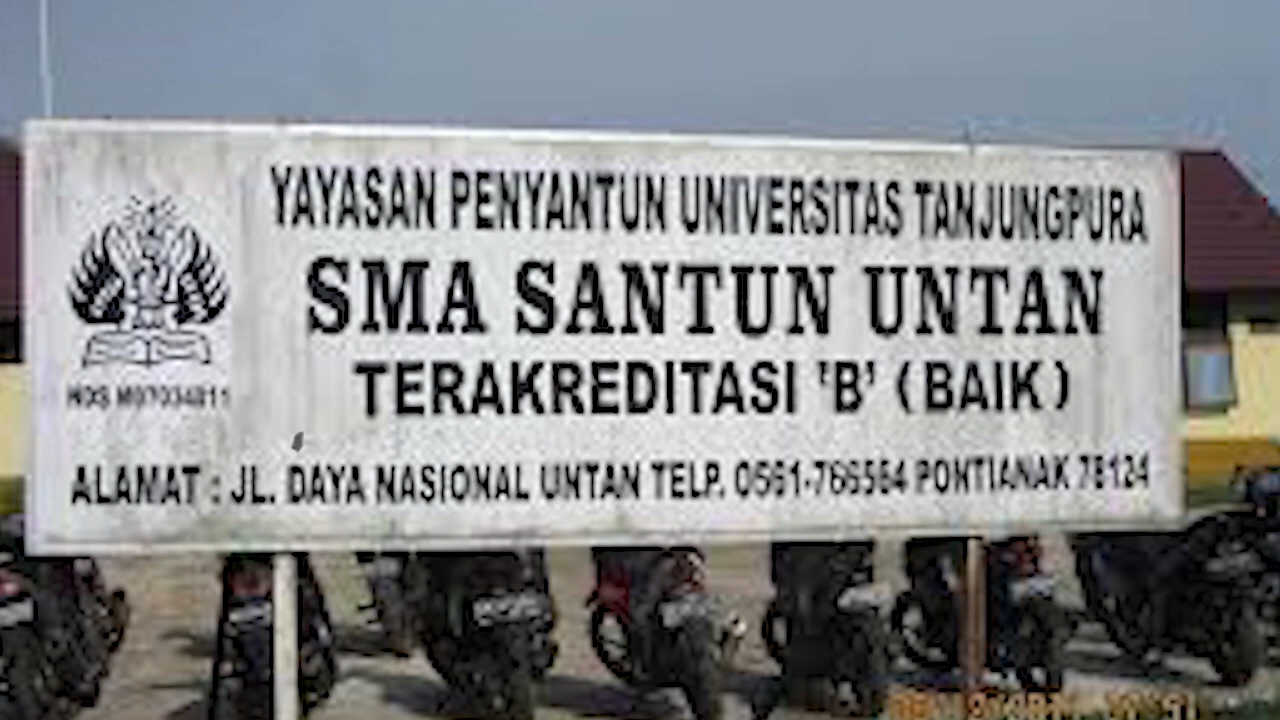 YAYASAN PENYANTUN UNIVERSITAS TANJUNGPURA
SMA SANTUN UNTAN
TERAKREDITASI 'B' (BAIK)
ALAMAT : JL. DAYA NASIONAL UNTAN TELP. 0561-766564 PONTIANAK 78124